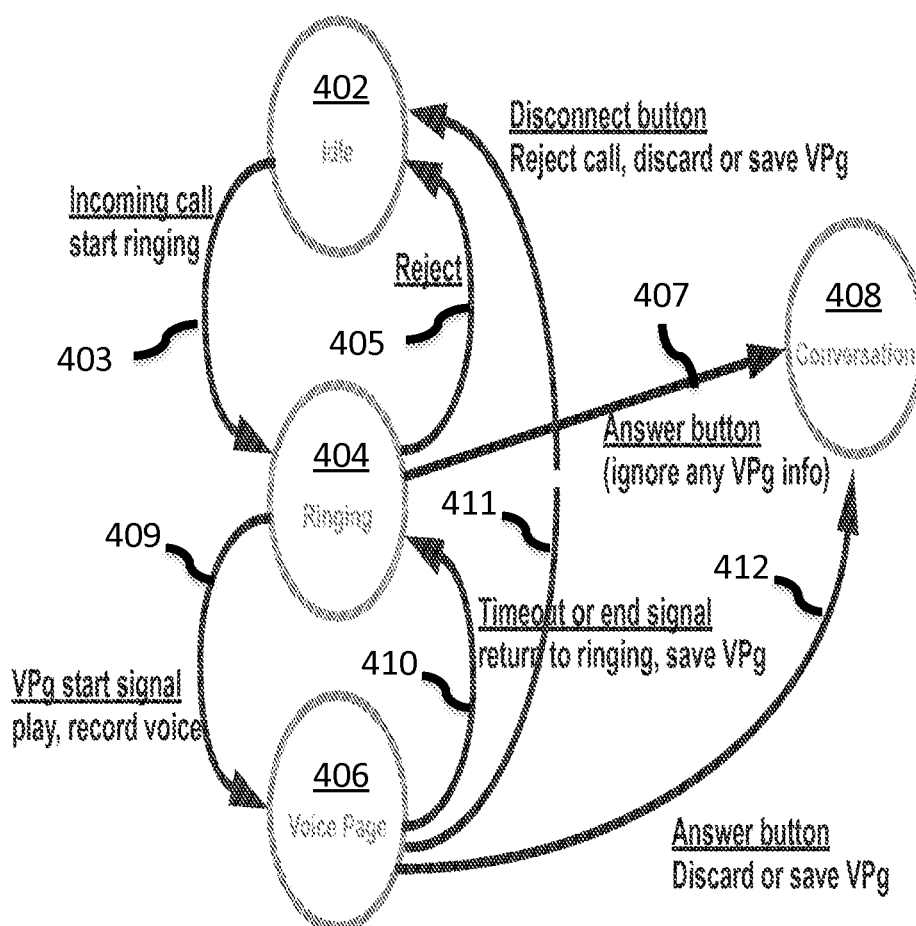 402
Idle
Disconnect button
Reject call, discard or save VPg
Incoming call
start ringing
Reject
403
405
407
408
Conversation
404
Ringing
Answer button
(ignore any VPg info)
409
411
412
Timeout or end signal
return to ringing, save VPg
410
VPg start signal
play, record voice
406
Voice Page
Answer button
Discard or save VPg